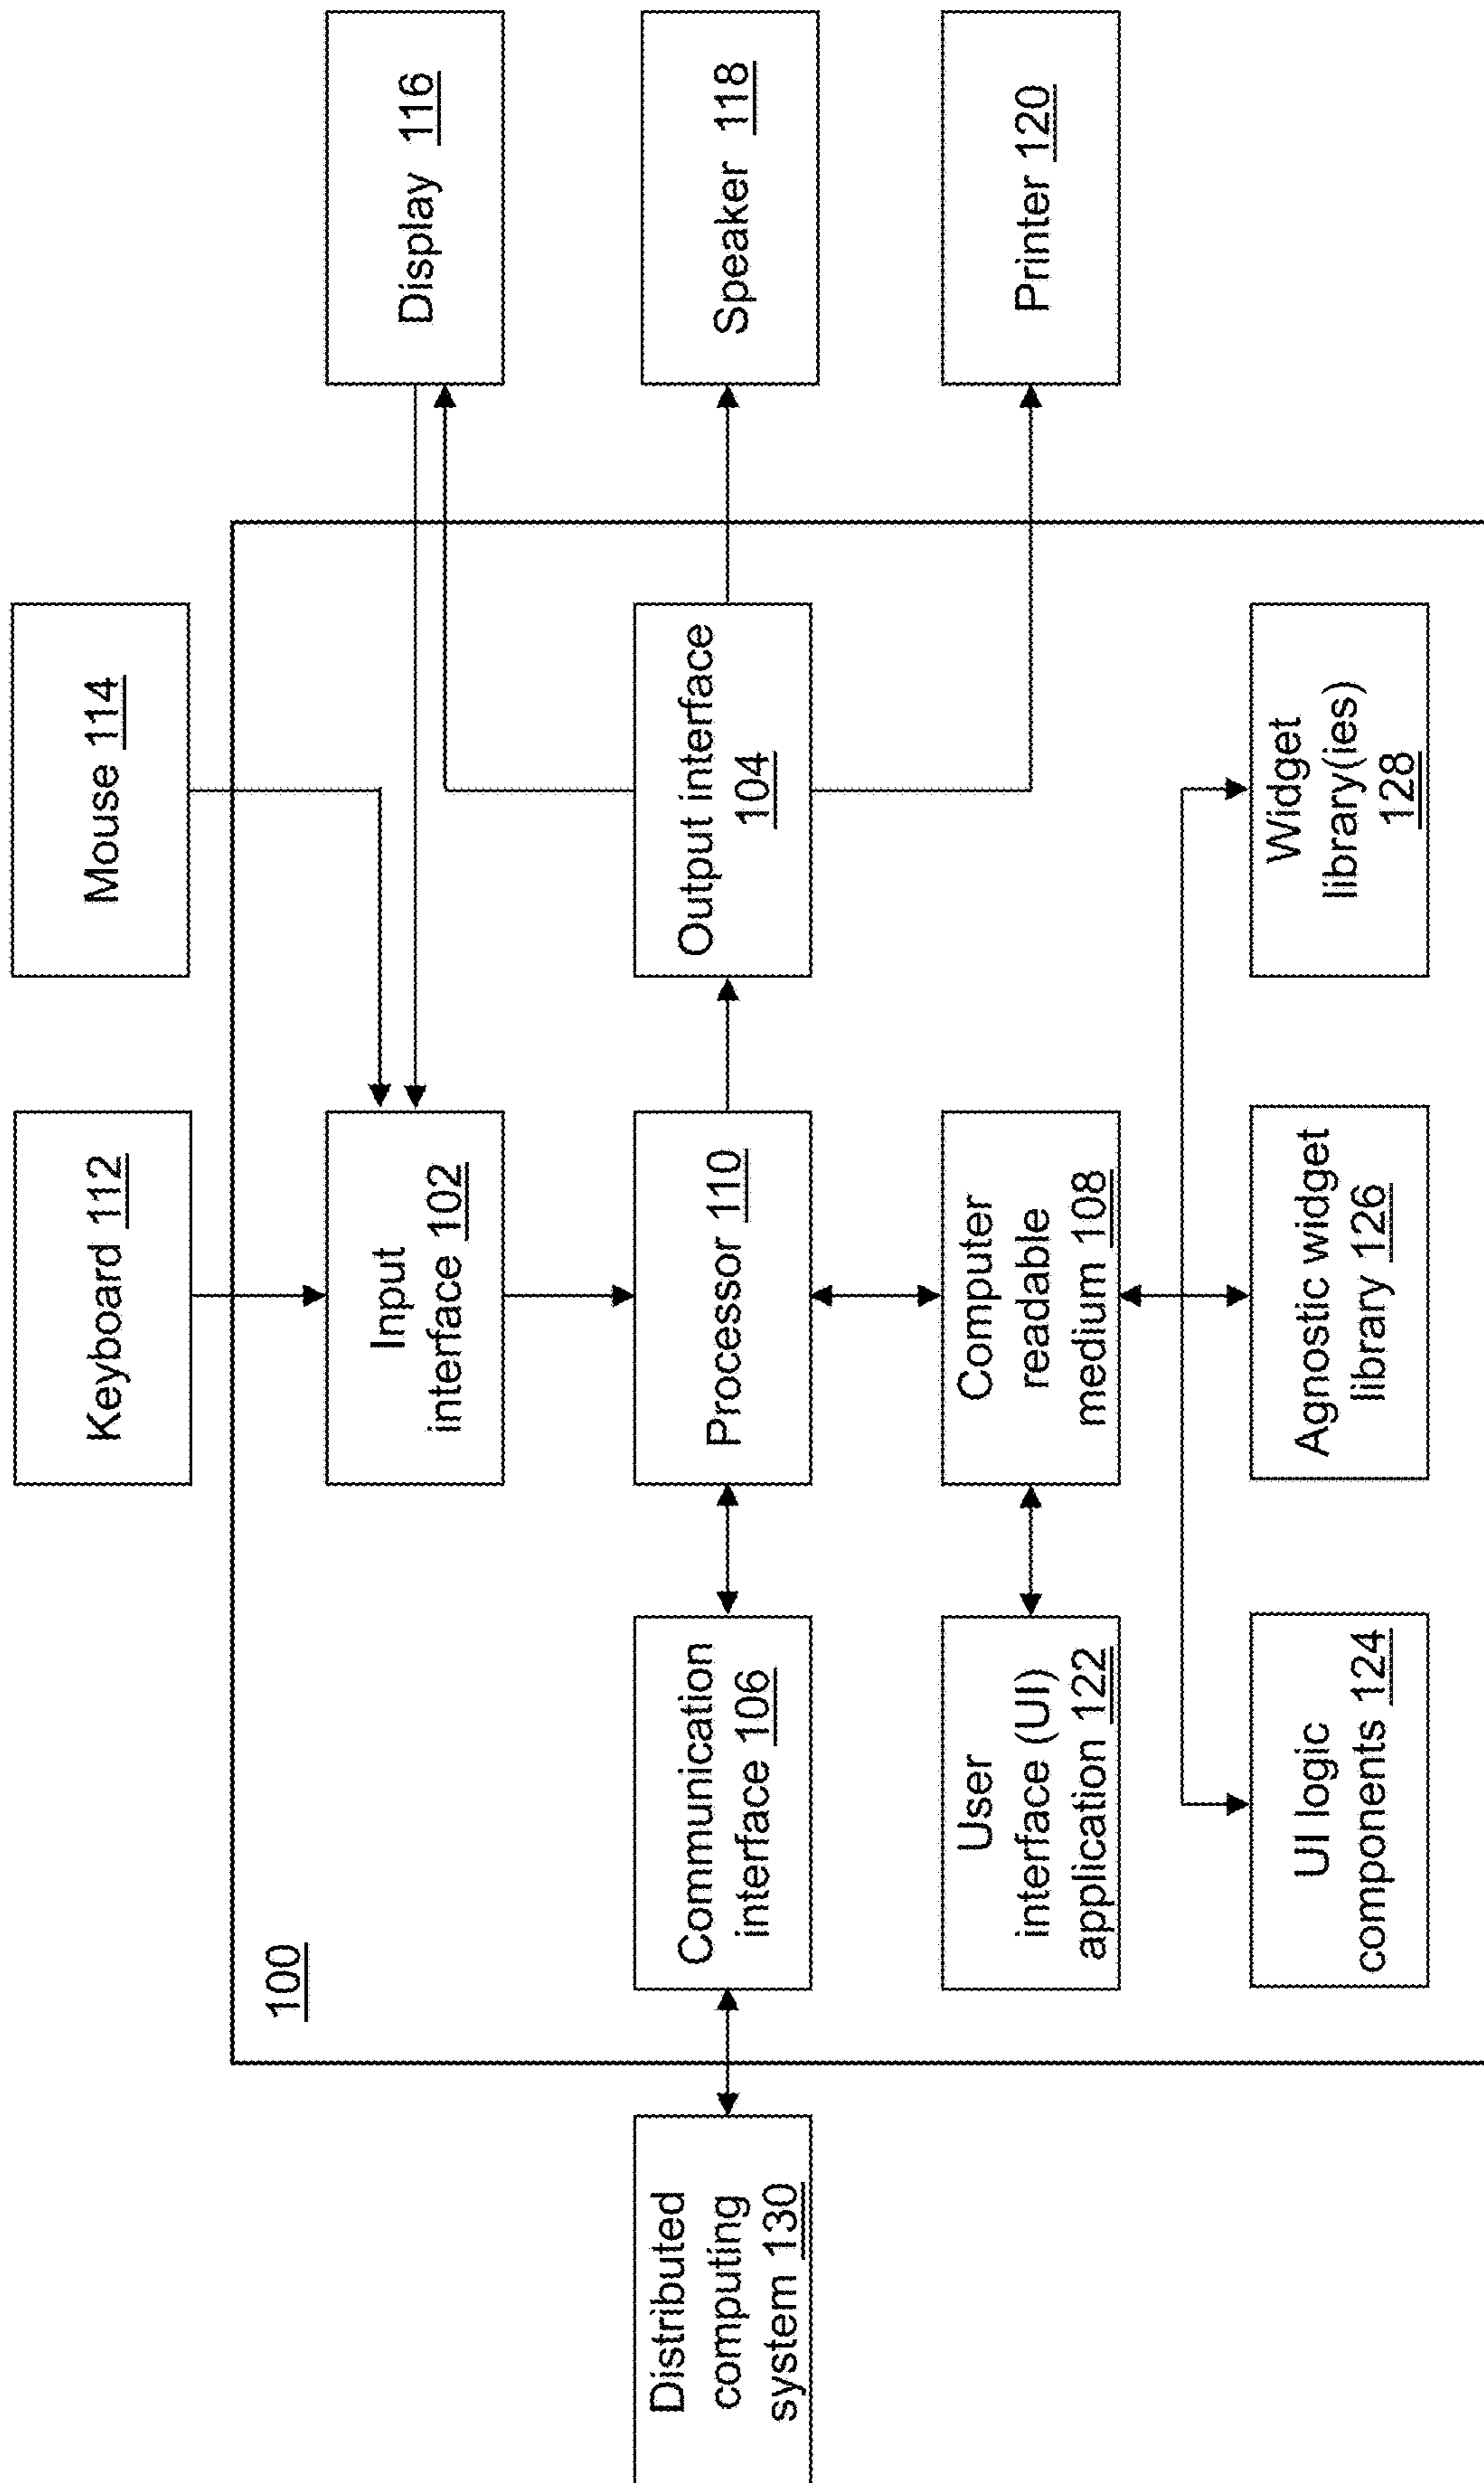 Keyboard 112
Mouse 114
100
Input
interface 102
Display 116
Distributed
computing
system 130
Communication
interface 106
Processor 110
Output interface
104
Speaker 118
User
interface (UI)
application 122
Computer
readable
medium 108
Printer 120
UI logic
components 124
Agnostic widget
library 126
Widget
library(ies)
128